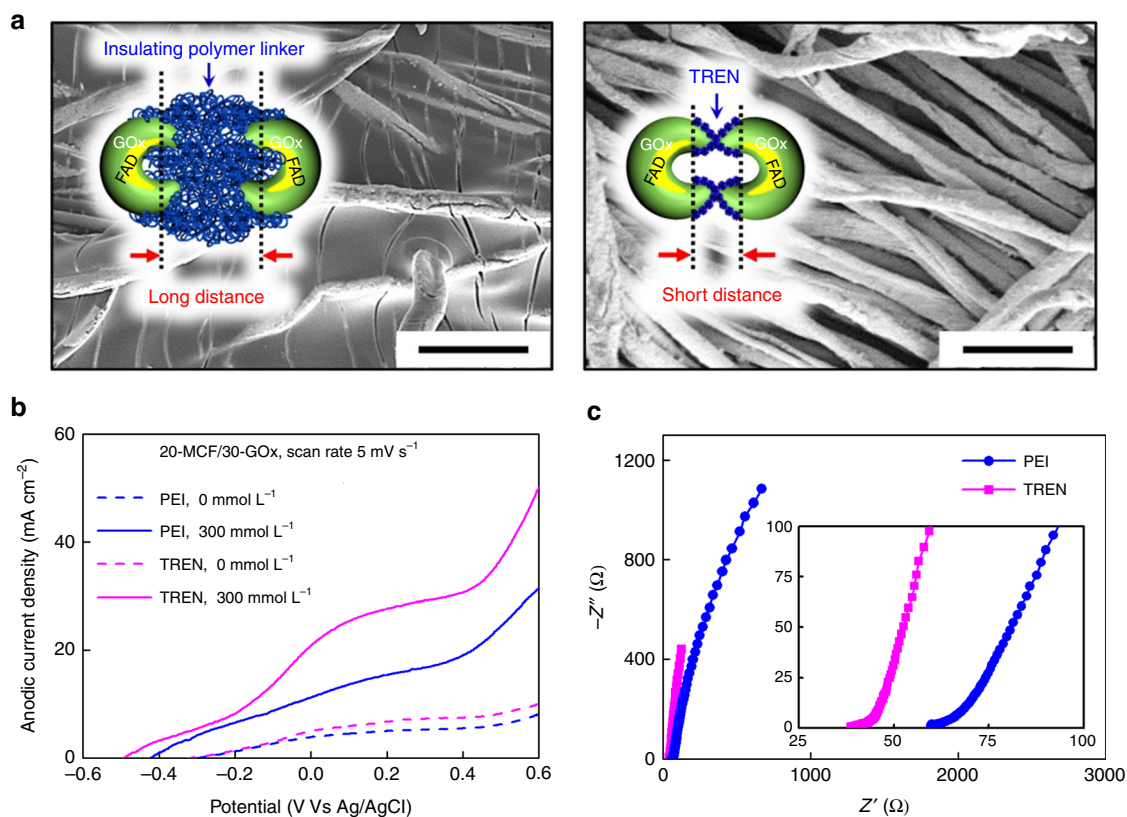 a
Insulating polymer linker
GOx
GOx
FAD
FAD
Long distance
TREN
GOx
GOx
FAD
FAD
Short distance
b
60
40
20
0
−0.6
−0.4
−0.2
0.0
0.2
0.4
0.6
Anodic current density (mA cm⁻²)
Potential (V Vs Ag/AgCl)
20-MCF/30-GOx, scan rate 5 mV s⁻¹
PEI, 0 mmol L⁻¹
PEI, 300 mmol L⁻¹
TREN, 0 mmol L⁻¹
TREN, 300 mmol L⁻¹
c
1200
800
400
0
0
1000
2000
3000
−Z″ (Ω)
Z′ (Ω)
PEI
TREN
100
75
50
25
0
25
50
75
100